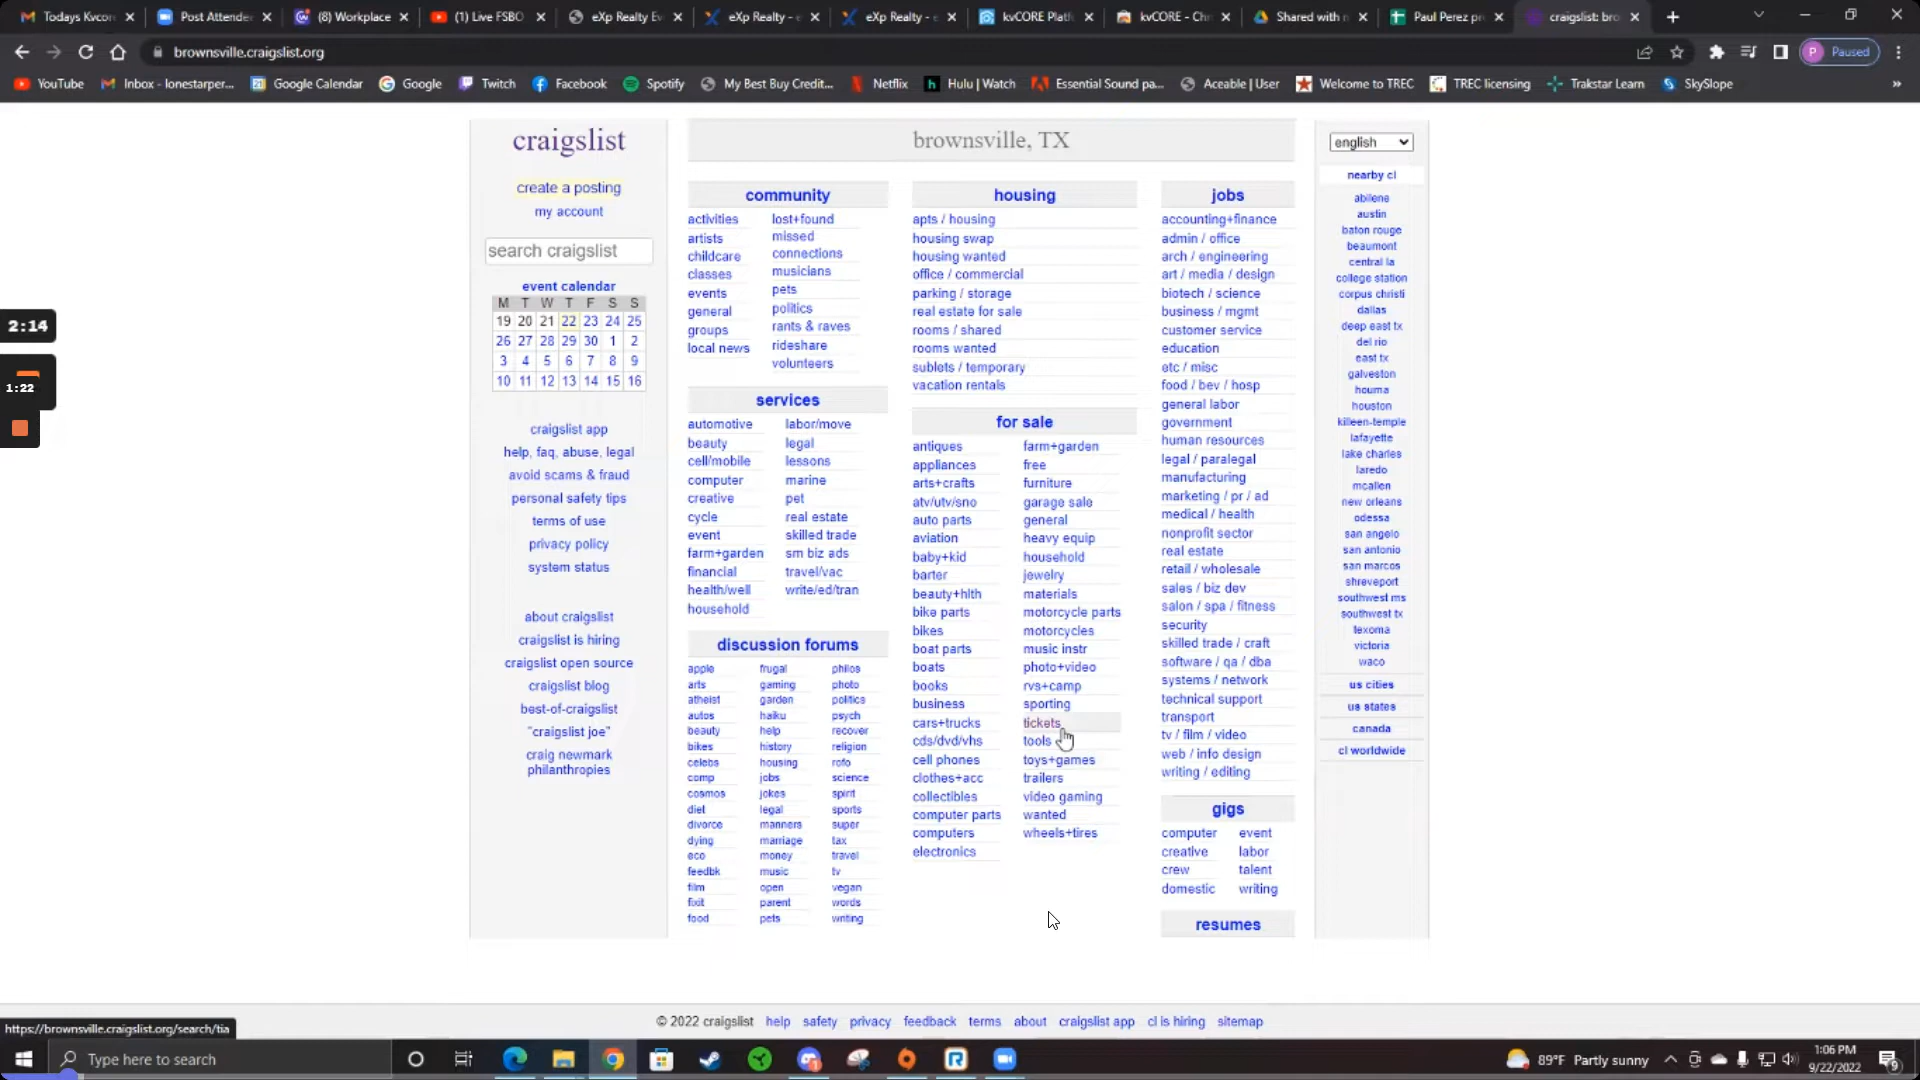 Todays Kvcor
Post Attende
(8) Workplace
(1) Live FSBO
eXp Realty Ev
eXp Realty - e
eXp Realty - e
kvCORE Platf
kvCORE - Chr
Shared with m
Paul Perez pr
craigslist: bro
brownsville.craigslist.org
Paused
YouTube
Inbox - lonestarper...
Google Calendar
Google
Twitch
Facebook
Spotify
My Best Buy Credit...
Netflix
Hulu | Watch
Essential Sound pa...
Aceable | User
Welcome to TREC
TREC licensing
Trakstar Learn
SkySlope
2:14
1:22
craigslist
create a posting
my account
search craigslist
event calendar
M T W T F S S
19 20 21 22 23 24 25
26 27 28 29 30 1 2
3 4 5 6 7 8 9
10 11 12 13 14 15 16
craigslist app
help, faq, abuse, legal
avoid scams & fraud
personal safety tips
terms of use
privacy policy
system status
about craigslist
craigslist is hiring
craigslist open source
craigslist blog
best-of-craigslist
"craigslist joe"
craig newmark
philanthropies
brownsville, TX
community
activities
artists
childcare
classes
events
general
groups
local news
lost+found
missed
connections
musicians
pets
politics
rants & raves
rideshare
volunteers
services
automotive
beauty
cell/mobile
computer
creative
cycle
event
farm+garden
financial
health/well
household
labor/move
legal
lessons
marine
pet
real estate
skilled trade
sm biz ads
travel/vac
write/ed/tran
discussion forums
apple
arts
atheist
autos
beauty
bikes
celebs
comp
cosmos
diet
divorce
dying
eco
feedbk
film
fixit
food
frugal
gaming
garden
haiku
help
history
housing
jobs
jokes
legal
manners
marriage
money
music
open
parent
pets
philos
photo
politics
psych
recover
religion
rofo
science
spirit
sports
super
tax
travel
tv
vegan
words
writing
housing
apts / housing
housing swap
housing wanted
office / commercial
parking / storage
real estate for sale
rooms / shared
rooms wanted
sublets / temporary
vacation rentals
for sale
antiques
appliances
arts+crafts
atv/utv/sno
auto parts
aviation
baby+kid
barter
beauty+hlth
bike parts
bikes
boat parts
boats
books
business
cars+trucks
cds/dvd/vhs
cell phones
clothes+acc
collectibles
computer parts
computers
electronics
farm+garden
free
furniture
garage sale
general
heavy equip
household
jewelry
materials
motorcycle parts
motorcycles
music instr
photo+video
rvs+camp
sporting
tickets
tools
toys+games
trailers
video gaming
wanted
wheels+tires
jobs
accounting+finance
admin / office
arch / engineering
art / media / design
biotech / science
business / mgmt
customer service
education
etc / misc
food / bev / hosp
general labor
government
human resources
legal / paralegal
manufacturing
marketing / pr / ad
medical / health
nonprofit sector
real estate
retail / wholesale
sales / biz dev
salon / spa / fitness
security
skilled trade / craft
software / qa / dba
systems / network
technical support
transport
tv / film / video
web / info design
writing / editing
gigs
computer
creative
crew
domestic
event
labor
talent
writing
resumes
english
nearby cl
abilene
austin
baton rouge
beaumont
central la
college station
corpus christi
dallas
deep east tx
del rio
east tx
galveston
houma
houston
killeen-temple
lafayette
lake charles
laredo
mcallen
new orleans
odessa
san angelo
san antonio
san marcos
shreveport
southwest ms
southwest tx
texoma
victoria
waco
us cities
us states
canada
cl worldwide
© 2022 craigslist help safety privacy feedback terms about craigslist app cl is hiring sitemap
https://brownsville.craigslist.org/search/tia
Type here to search
89°F Partly sunny
1:06 PM
9/22/2022
9